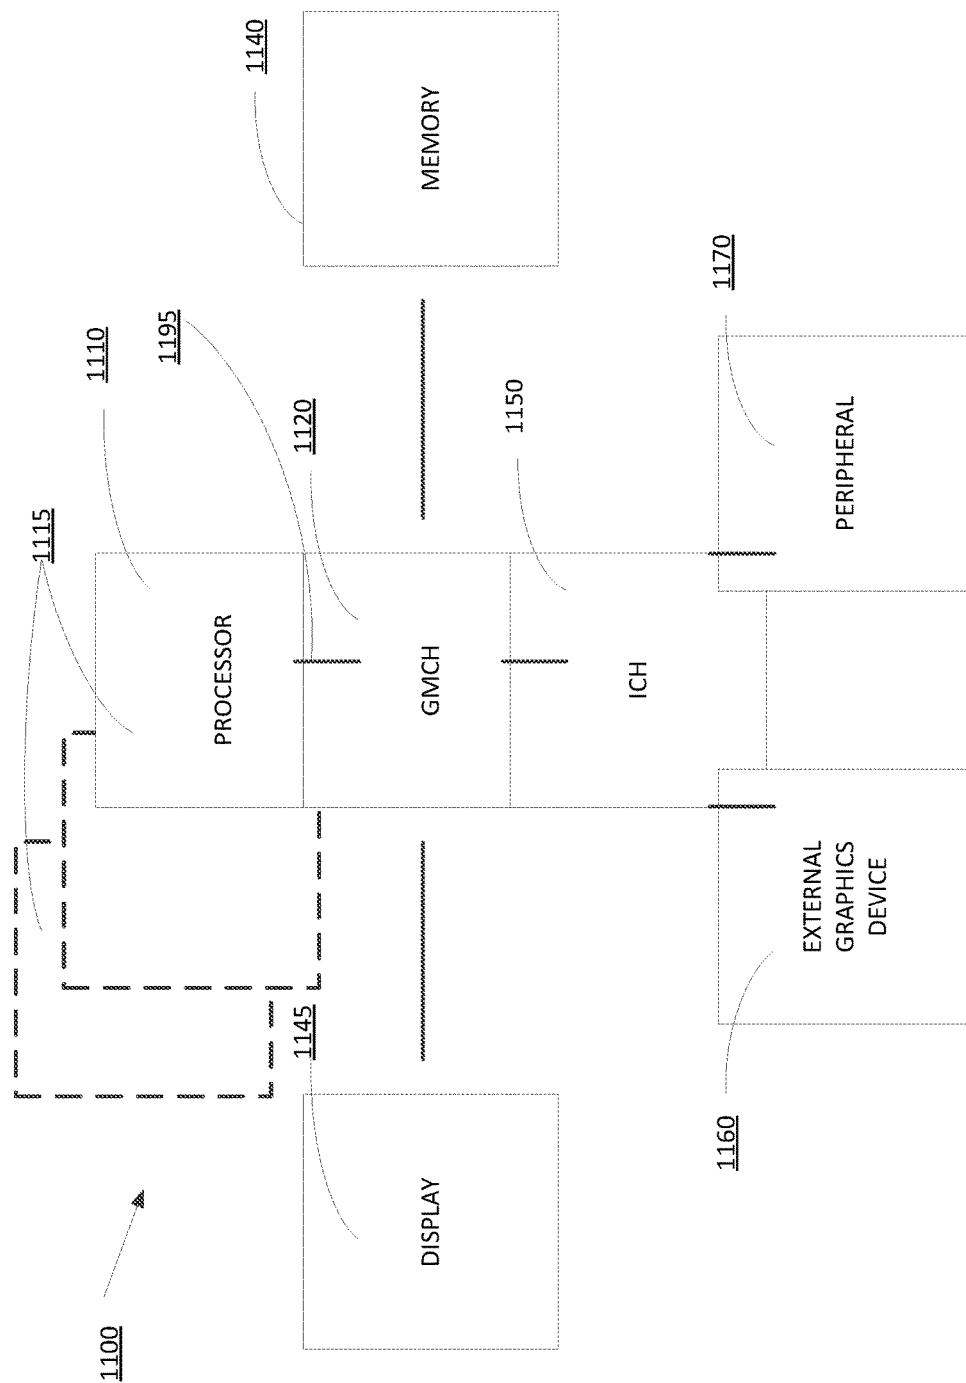 1115
1100
1110
1195
PROCESSOR
1140
1145
1120
DISPLAY
GMCH
MEMORY
1150
ICH
1160
1170
EXTERNAL
GRAPHICS
DEVICE
PERIPHERAL